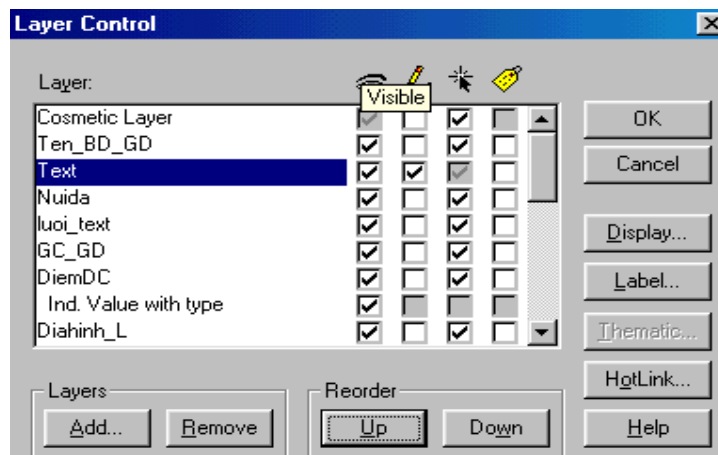 Layer Control
Layer:
Visible
Cosmetic Layer
Ten_BD_GD
Text
Nuida
luoi_text
GC_GD
DiemDC
Ind. Value with type
Diahinh_L
OK
Cancel
Display...
Label...
Thematic...
HotLink...
Help
Layers
Add...
Remove
Reorder
Up
Down